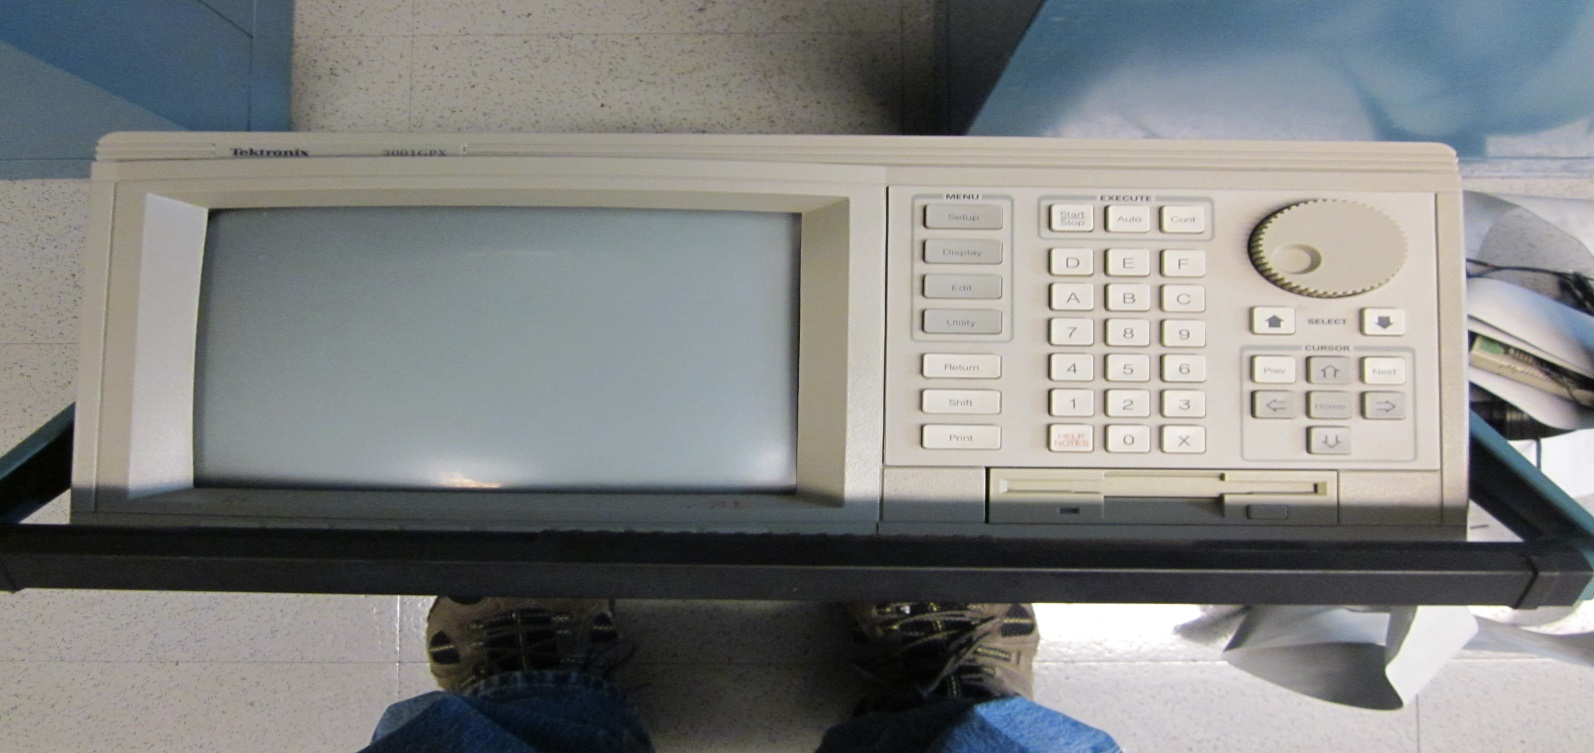 Tektronix 3001GPX
MENU
Setup
Display
Edit
Utility
Return
Shift
Print
EXECUTE
Start Stop Auto Cont
D E F
A B C
7 8 9
4 5 6
1 2 3
HELP NOTES 0 X
SELECT
CURSOR
Prev Next
Home